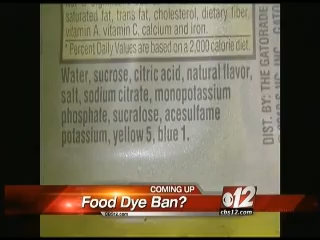 saturated fat, trans fat, cholesterol, dietary fiber,
vitamin A, vitamin C, calcium and iron.
* Percent Daily Values are based on a 2,000 calorie diet.
Water, sucrose, citric acid, natural flavor,
salt, sodium citrate, monopotassium
phosphate, sucralose, acesulfame
potassium, yellow 5, blue 1.
DIST. BY: THE GATORADE
COMING UP
Food Dye Ban?
cbs12.com
12
cbs12.com